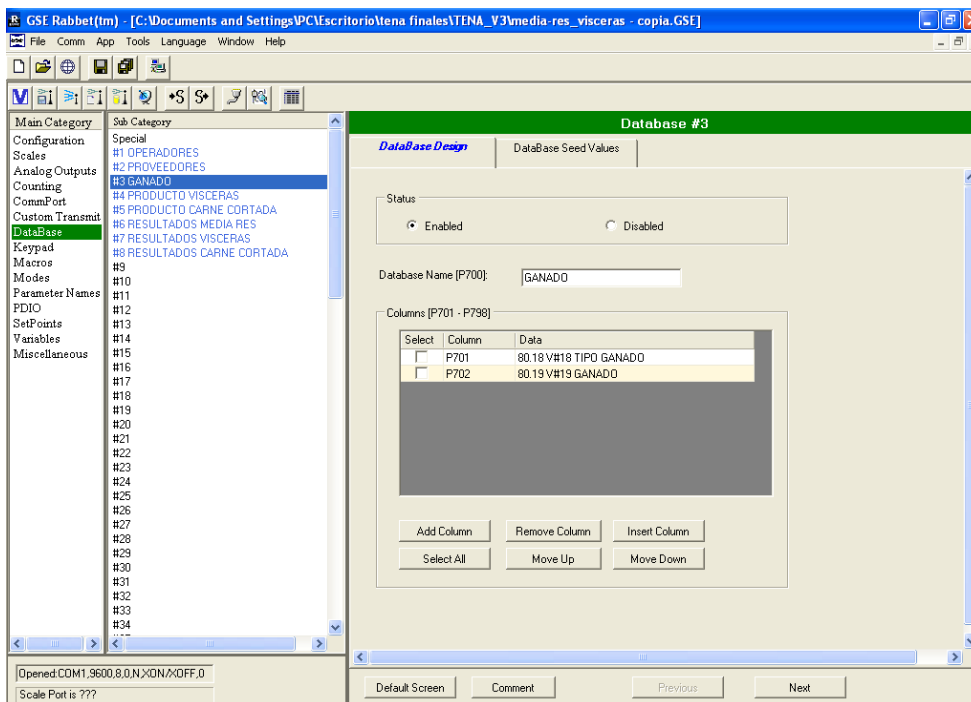 GSE Rabbet(tm) - [C:\Documents and Settings\PC\Escritorio\tena finales\TENA_V3\media-res_visceras - copia.GSE]
File Comm App Tools Language Window Help
Main Category
Configuration
Scales
Analog Outputs
Counting
CommPort
Custom Transmit
DataBase
Keypad
Macros
Modes
Parameter Names
PDIO
SetPoints
Variables
Miscellaneous
Sub Category
Special
#1 OPERADORES
#2 PROVEEDORES
#3 GANADO
#4 PRODUCTO VISCERAS
#5 PRODUCTO CARNE CORTADA
#6 RESULTADOS MEDIA RES
#7 RESULTADOS VISCERAS
#8 RESULTADOS CARNE CORTADA
#9
#10
#11
#12
#13
#14
#15
#16
#17
#18
#19
#20
#21
#22
#23
#24
#25
#26
#27
#28
#29
#30
#31
#32
#33
#34
Database #3
DataBase Design DataBase Seed Values
Status
Enabled Disabled
Database Name [P700]: GANADO
Columns [P701 - P798]
Select Column Data
P701 80.18 V#18 TIPO GANADO
P702 80.19 V#19 GANADO
Add Column Remove Column Insert Column
Select All Move Up Move Down
Default Screen Comment Previous Next
Opened:COM1,9600,8,0,N,XON/XOFF,0
Scale Port is ???